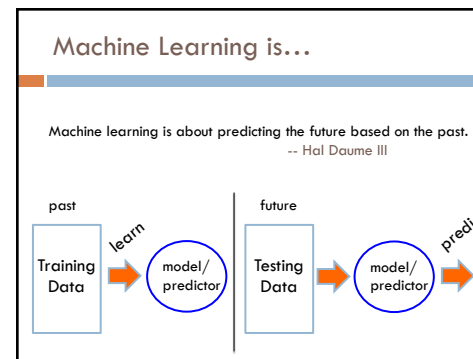 Machine Learning is…
Machine learning is about predicting the future based on the past.
-- Hal Daume III
past
future
learn
Training
Data
model/
predictor
Testing
Data
model/
predictor